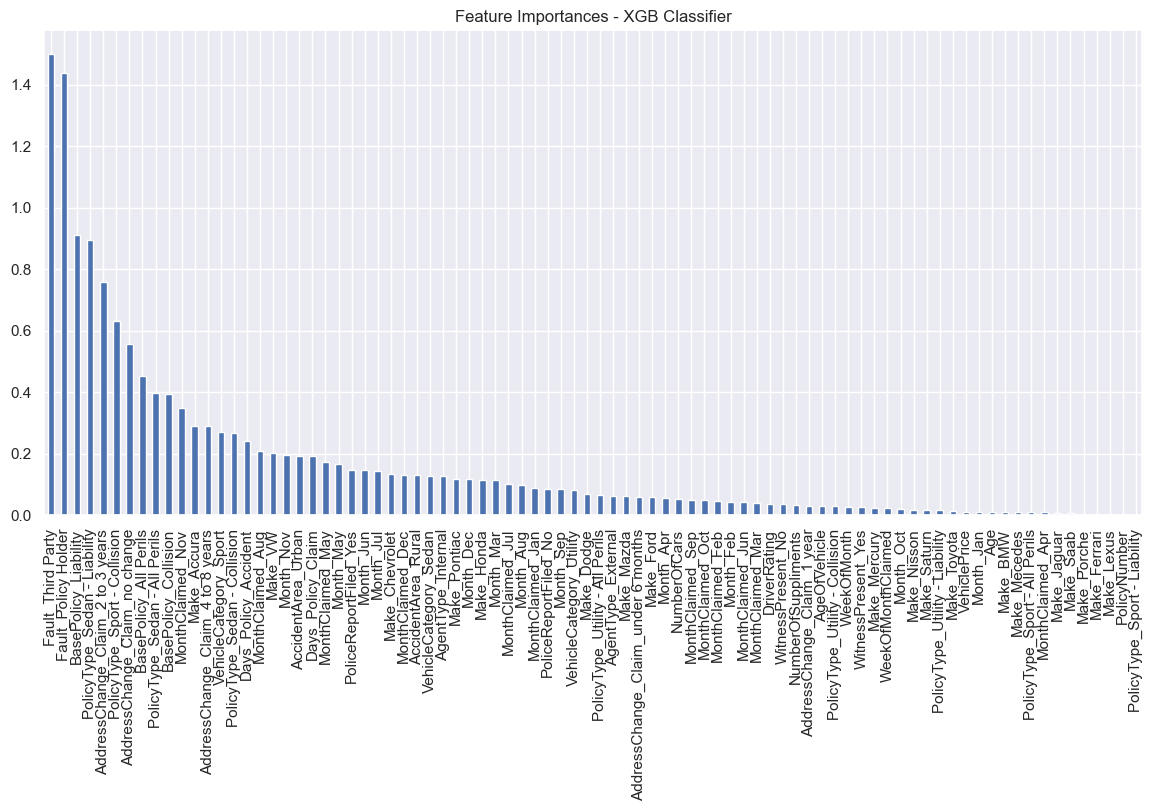 Feature Importances - XGB Classifier
1.4
1.2
1.0
0.8
0.6
0.4
0.2
0.0
Fault_Third Party
Fault_Policy Holder
BasePolicy_Liability
PolicyType_Sedan - Liability
AddressChange_Claim_2 to 3 years
PolicyType_Sport - Collision
AddressChange_Claim_no change
BasePolicy_All Perils
PolicyType_Sedan - All Perils
BasePolicy_Collision
MonthClaimed_Nov
Make_Accura
AddressChange_Claim_4 to 8 years
VehicleCategory_Sport
PolicyType_Sedan - Collision
Days_Policy_Accident
MonthClaimed_Aug
Make_VW
Month_Nov
AccidentArea_Urban
Days_Policy_Claim
MonthClaimed_May
Month_May
PoliceReportFiled_Yes
Month_Jun
Month_Jul
Make_Chevrolet
MonthClaimed_Dec
AccidentArea_Rural
VehicleCategory_Sedan
AgentType_Internal
Make_Pontiac
Month_Dec
Make_Honda
Month_Mar
MonthClaimed_Jul
Month_Aug
MonthClaimed_Jan
PoliceReportFiled_No
Month_Sep
VehicleCategory_Utility
Make_Dodge
PolicyType_Utility - All Perils
AgentType_External
Make_Mazda
AddressChange_Claim_under 6 months
Make_Ford
Month_Apr
NumberOfCars
MonthClaimed_Sep
MonthClaimed_Oct
MonthClaimed_Feb
Month_Feb
MonthClaimed_Jun
MonthClaimed_Mar
DriverRating
WitnessPresent_No
NumberOfSuppliments
AddressChange_Claim_1 year
AgeOfVehicle
PolicyType_Utility - Collision
WeekOfMonth
WitnessPresent_Yes
Make_Mercury
WeekOfMonthClaimed
Month_Oct
Make_Nisson
Make_Saturn
PolicyType_Utility - Liability
Make_Toyota
VehiclePrice
Month_Jan
Age
Make_BMW
Make_Mecedes
PolicyType_Sport - All Perils
MonthClaimed_Apr
Make_Jaguar
Make_Saab
Make_Porche
Make_Ferrari
Make_Lexus
PolicyNumber
PolicyType_Sport - Liability